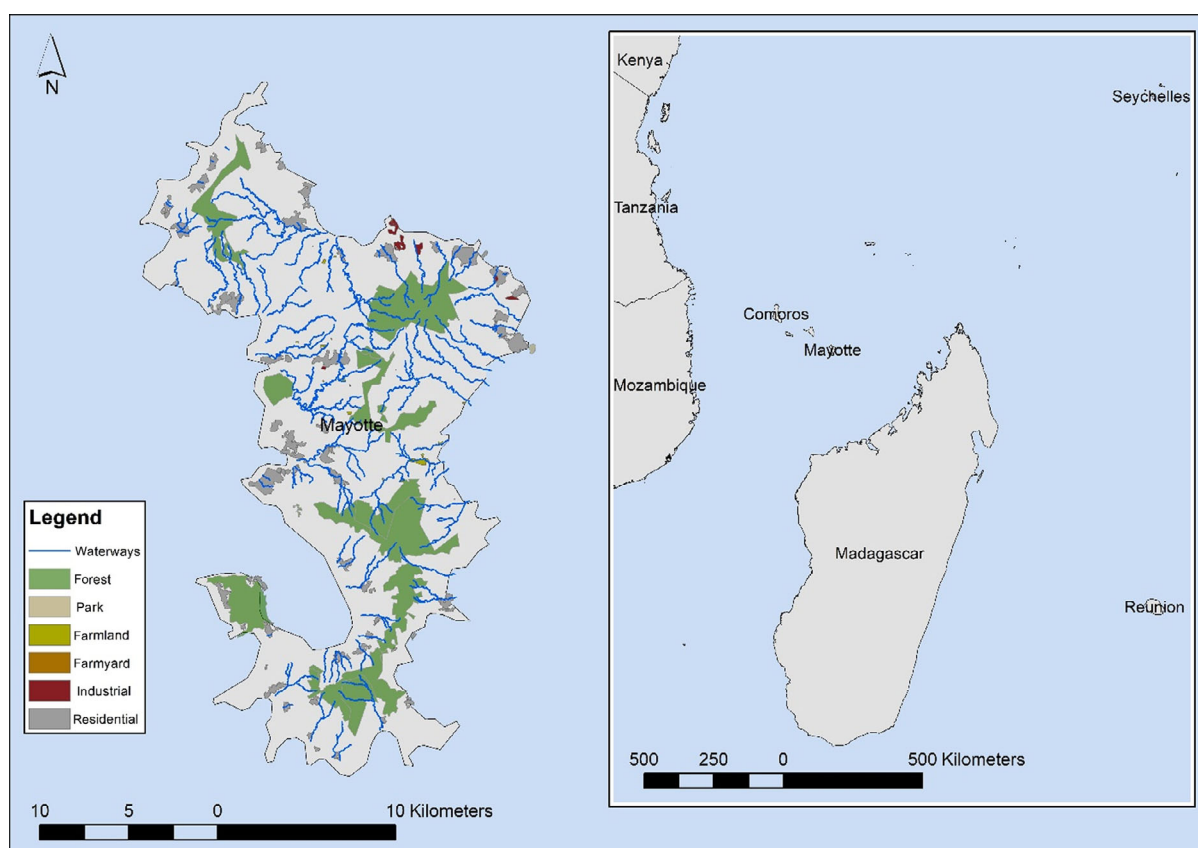 N
Mayotte
Legend
Waterways
Forest
Park
Farmland
Farmyard
Industrial
Residential
10 5 0 10 Kilometers
Kenya
Seychelles
Tanzania
Comoros
Mayotte
Mozambique
Madagascar
Reunion
500 250 0 500 Kilometers